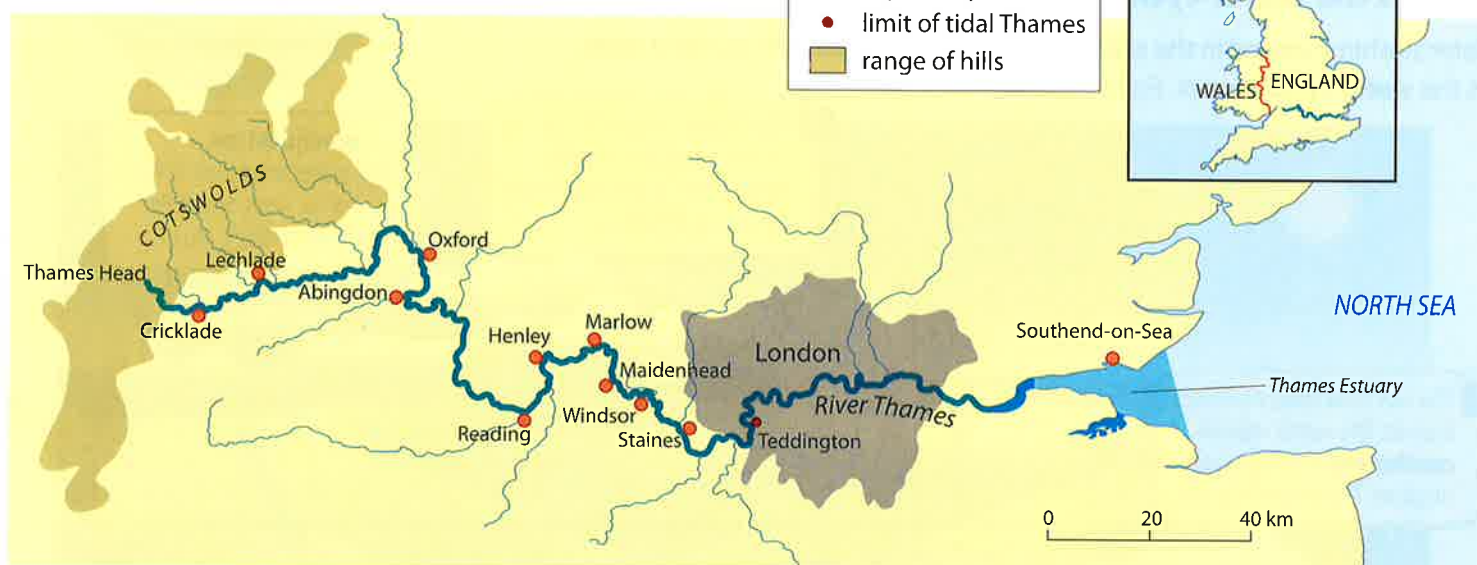 limit of tidal Thames
range of hills
WALES
ENGLAND
COTSWOLDS
Thames Head
Lechlade
Cricklade
Oxford
Abingdon
Henley
Marlow
Maidenhead
Windsor
Reading
Staines
London
River Thames
Teddington
Southend-on-Sea
NORTH SEA
Thames Estuary
0 20 40 km